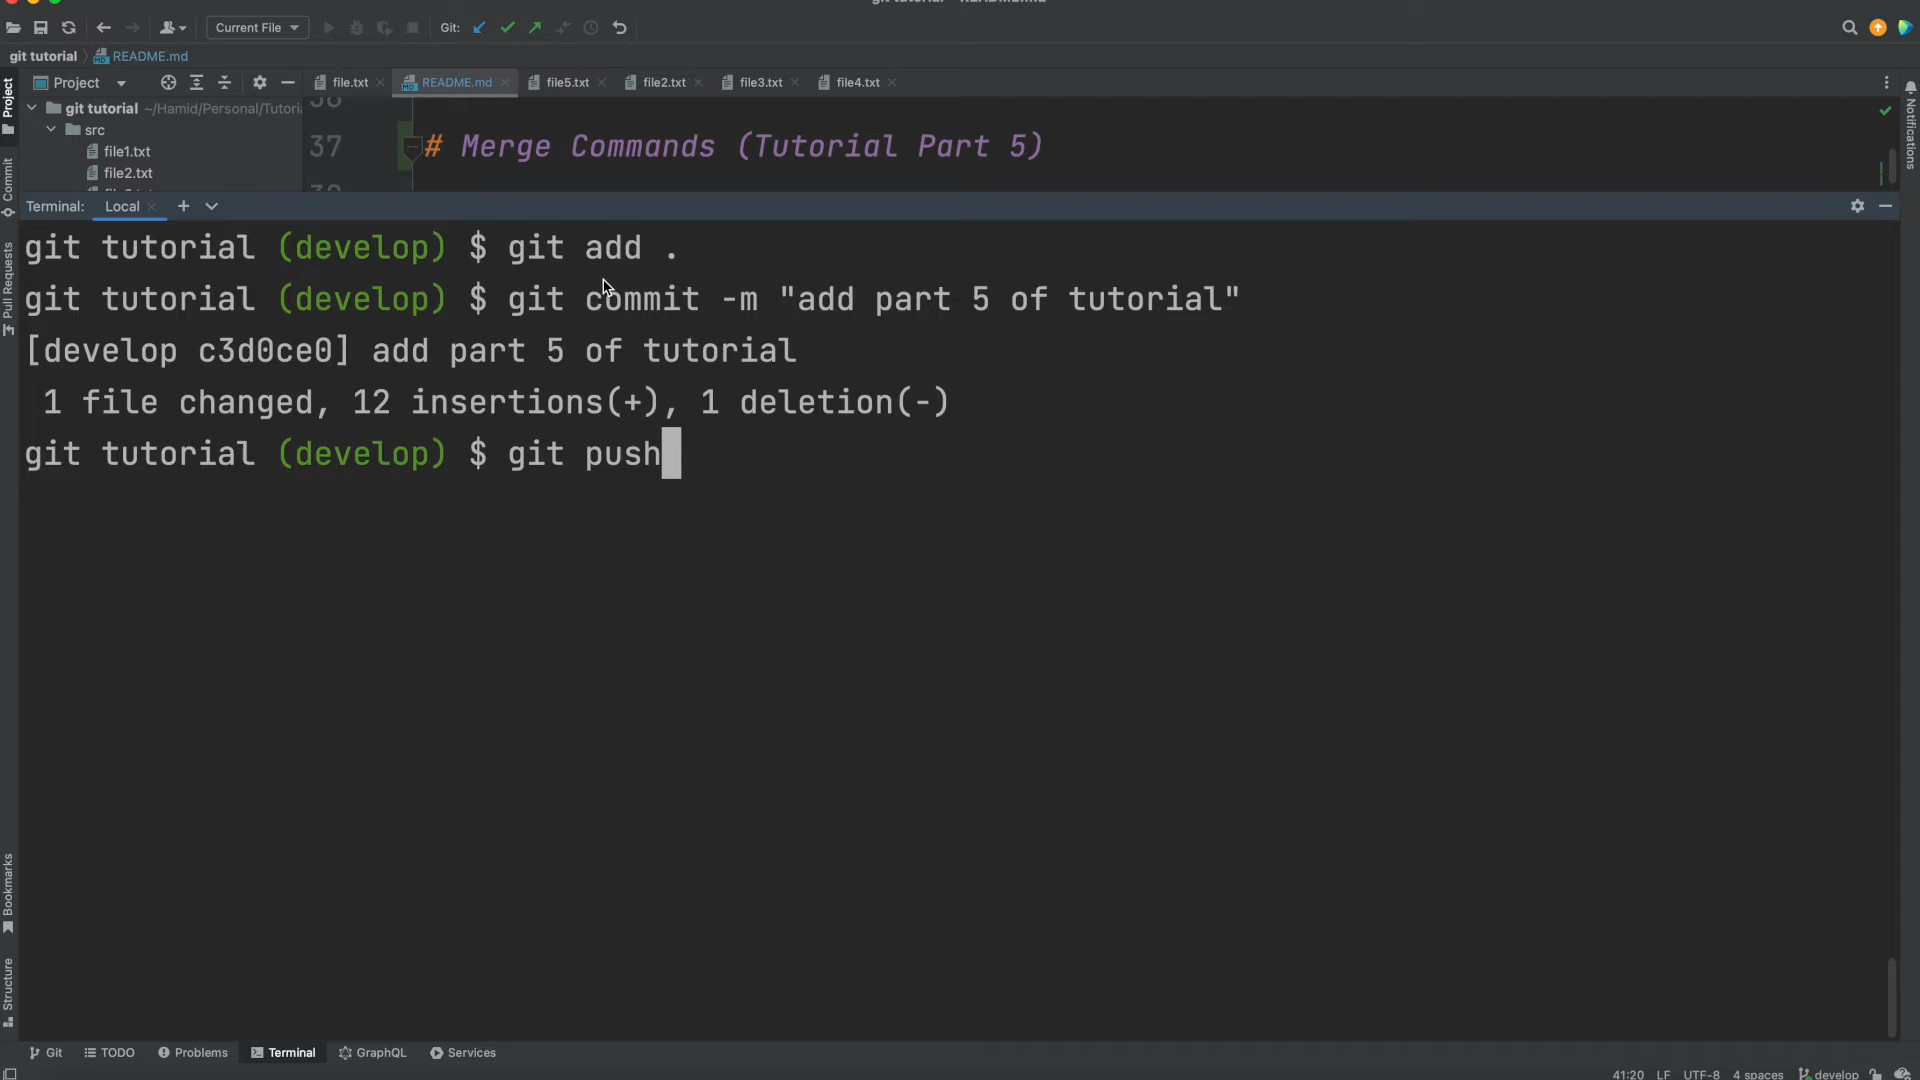 Current File
Git:
git tutorial
README.md
Project
file.txt
README.md
file5.txt
file2.txt
file3.txt
file4.txt
git tutorial ~/Hamid/Personal/Tutori
src
file1.txt
file2.txt
37
# Merge Commands (Tutorial Part 5)
Terminal: Local
git tutorial (develop) $ git add .
git tutorial (develop) $ git commit -m "add part 5 of tutorial"
[develop c3d0ce0] add part 5 of tutorial
1 file changed, 12 insertions(+), 1 deletion(-)
git tutorial (develop) $ git push
Project
Commit
Pull Requests
Bookmarks
Structure
Notifications
Git
TODO
Problems
Terminal
GraphQL
Services
41:20 LF UTF-8 4 spaces develop